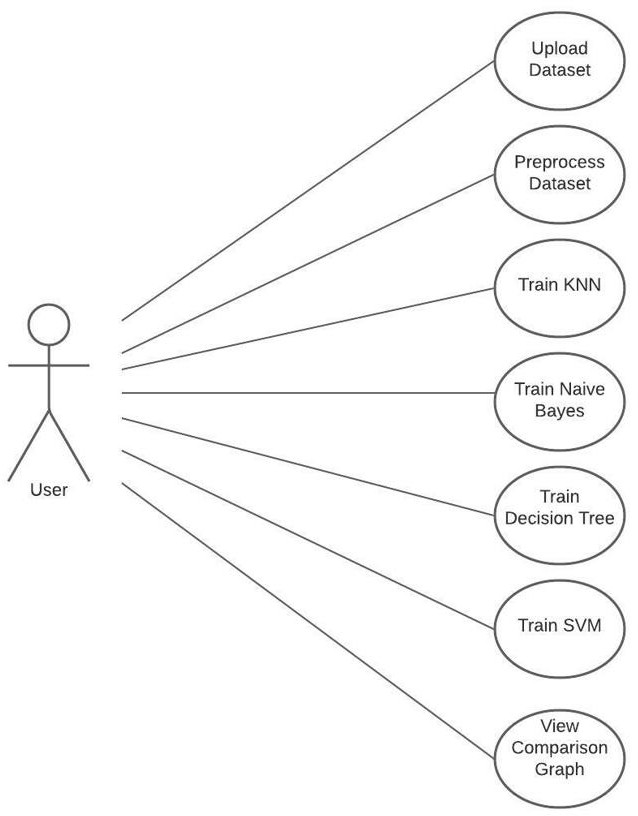 Upload
Dataset
Preprocess
Dataset
Train KNN
Train Naive
Bayes
Train
Decision Tree
Train SVM
View
Comparison
Graph
User